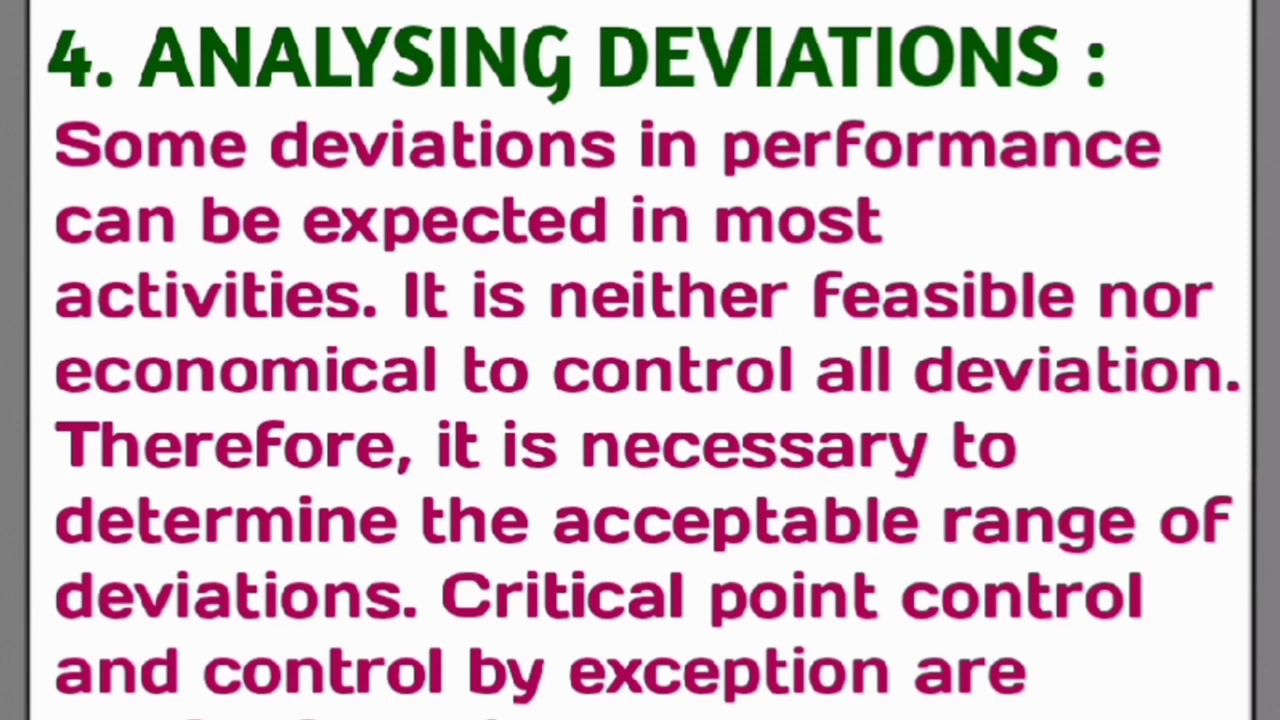 4. ANALYSING DEVIATIONS :
Some deviations in performance
can be expected in most
activities. It is neither feasible nor
economical to control all deviation.
Therefore, it is necessary to
determine the acceptable range of
deviations. Critical point control
and control by exception are